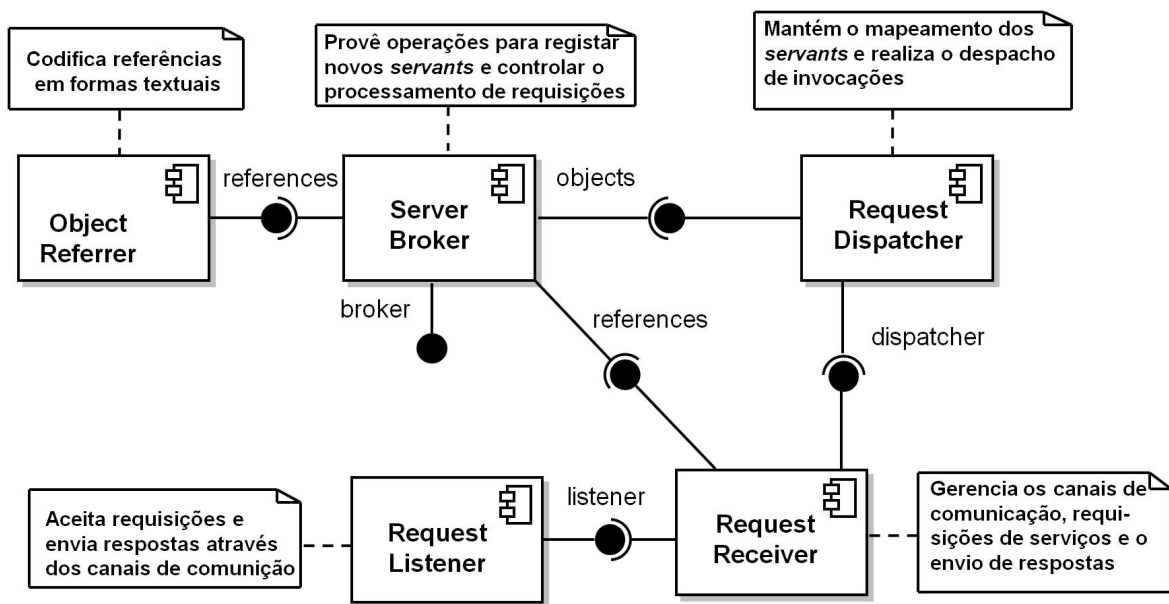 Codifica referências
em formas textuais
Provê operações para registar
novos servants e controlar o
processamento de requisições
Mantém o mapeamento dos
servants e realiza o despacho
de invocações
Object
Referrer
references
Server
Broker
objects
Request
Dispatcher
broker
references
dispatcher
Aceita requisições e
envia respostas através
dos canais de comunição
Request
Listener
listener
Request
Receiver
Gerencia os canais de
comunicação, requi-
sições de serviços e o
envio de respostas